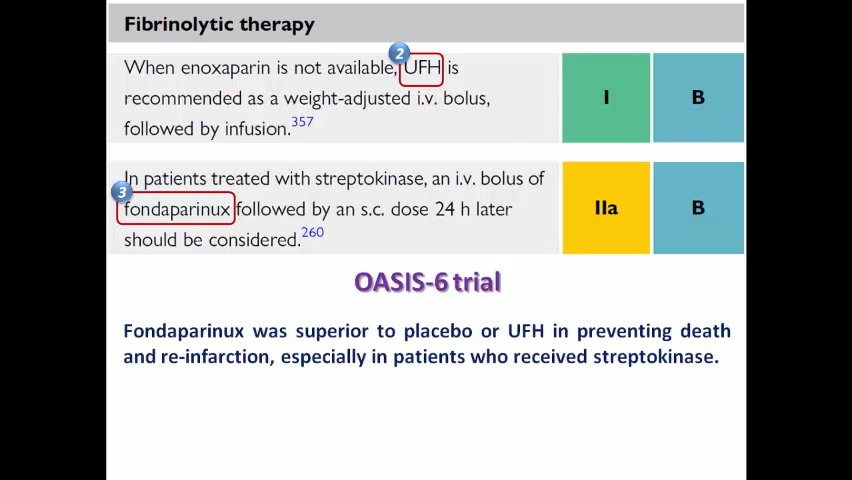 Fibrinolytic therapy
2
When enoxaparin is not available, UFH is
recommended as a weight-adjusted i.v. bolus,
followed by infusion.357
I
B
In patients treated with streptokinase, an i.v. bolus of
3
fondaparinux followed by an s.c. dose 24 h later
should be considered.260
IIa
B
OASIS-6 trial
Fondaparinux was superior to placebo or UFH in preventing death
and re-infarction, especially in patients who received streptokinase.